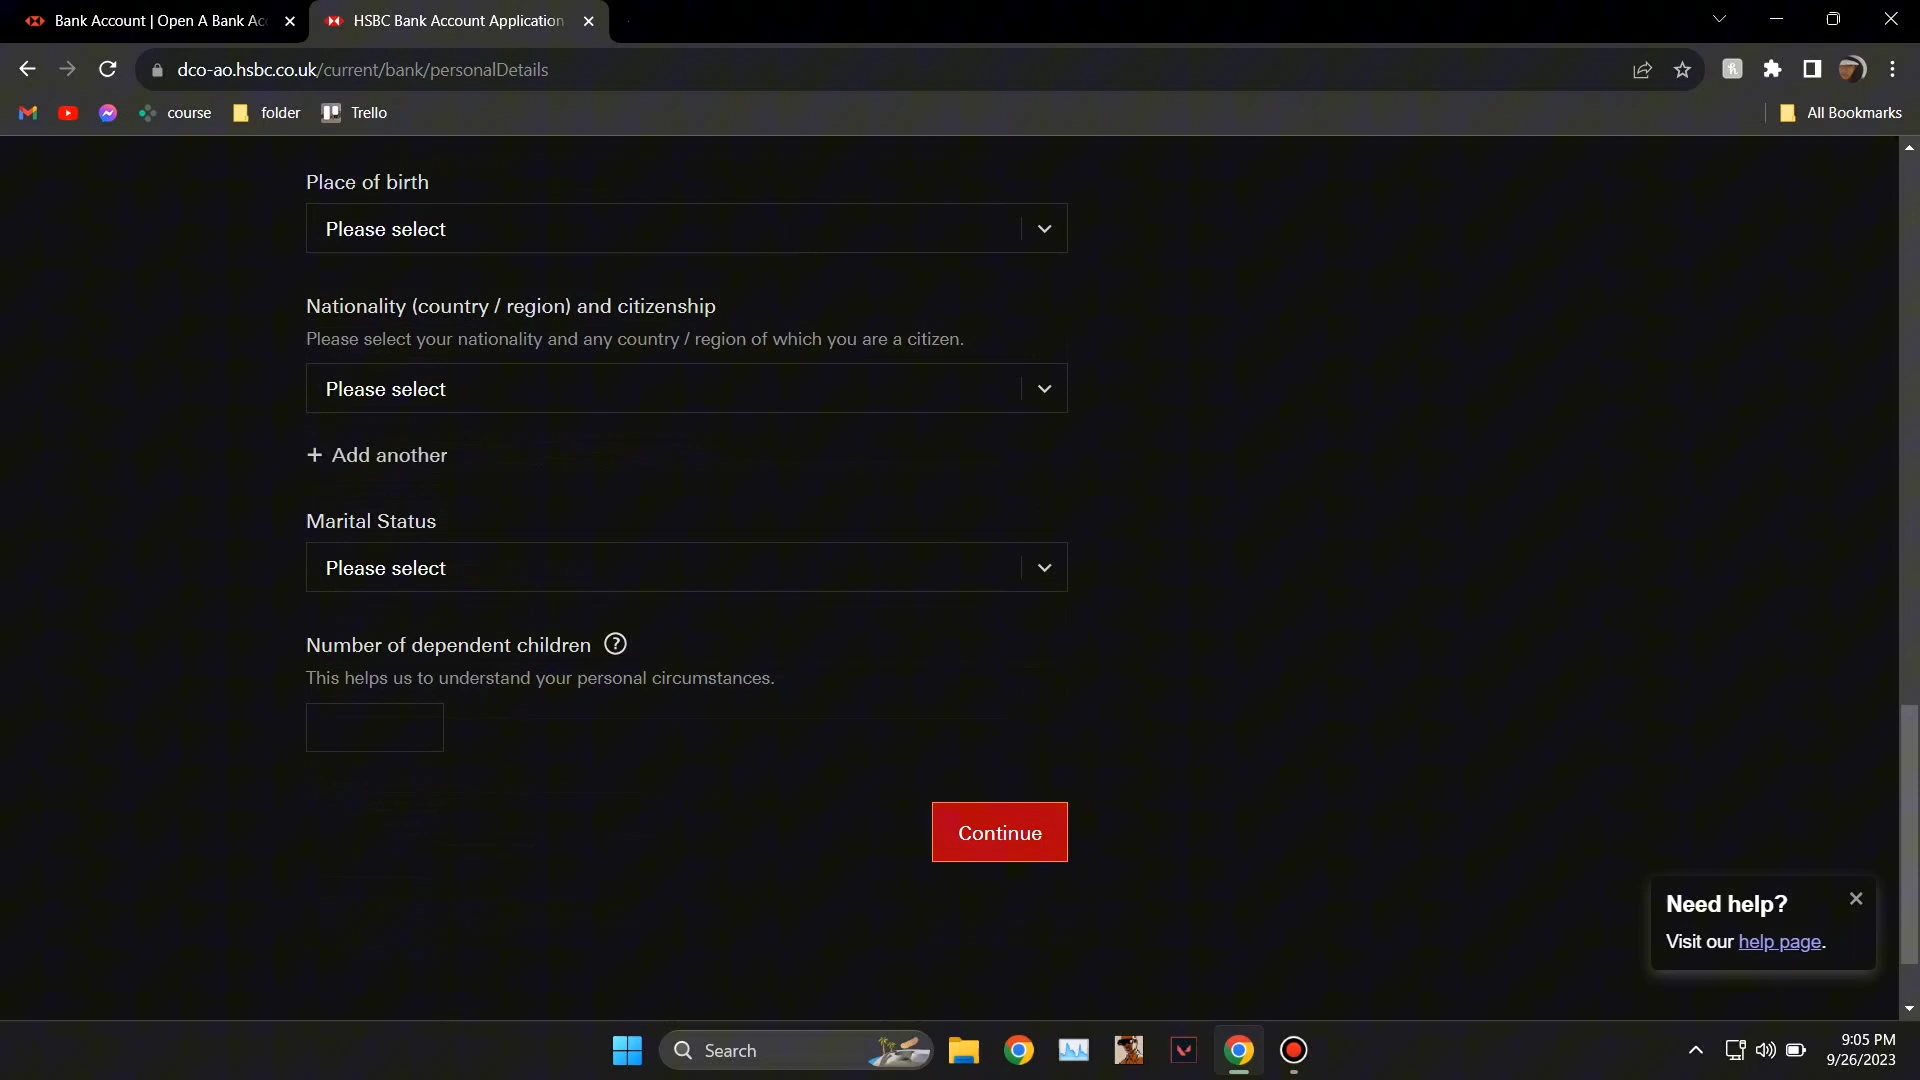 Bank Account | Open A Bank Ac
HSBC Bank Account Application
dco-ao.hsbc.co.uk/current/bank/personalDetails
course
folder
Trello
All Bookmarks
Place of birth
Please select
Nationality (country / region) and citizenship
Please select your nationality and any country / region of which you are a citizen.
Please select
+ Add another
Marital Status
Please select
Number of dependent children ?
This helps us to understand your personal circumstances.
Continue
Need help?
Visit our help page.
Search
9:05 PM
9/26/2023